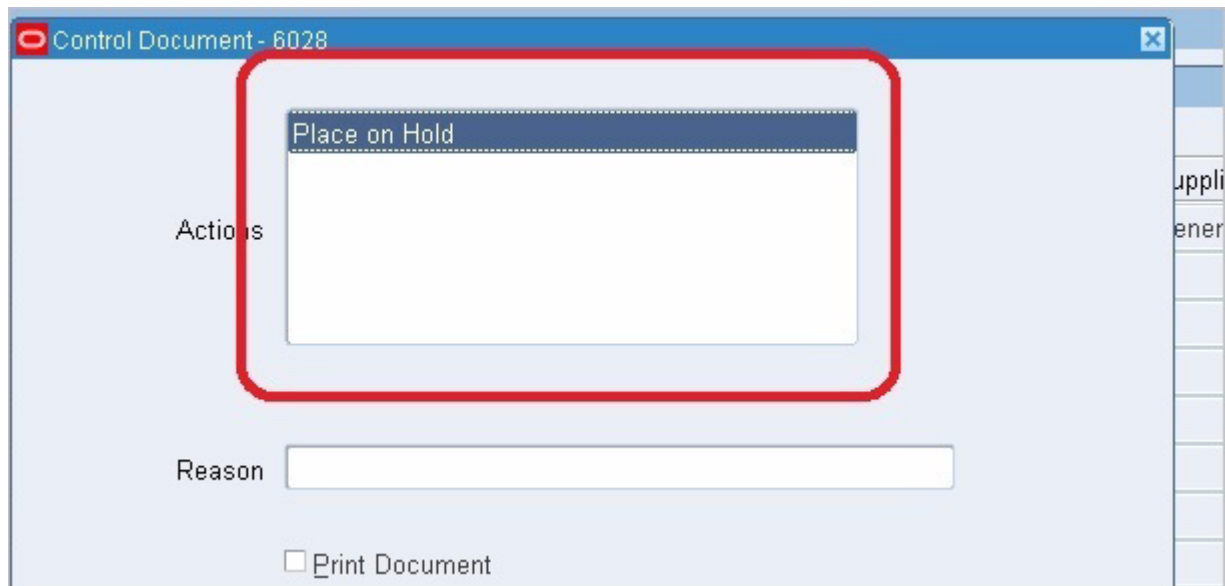 Control Document - 6028
Place on Hold
Actions
Reason
Print Document